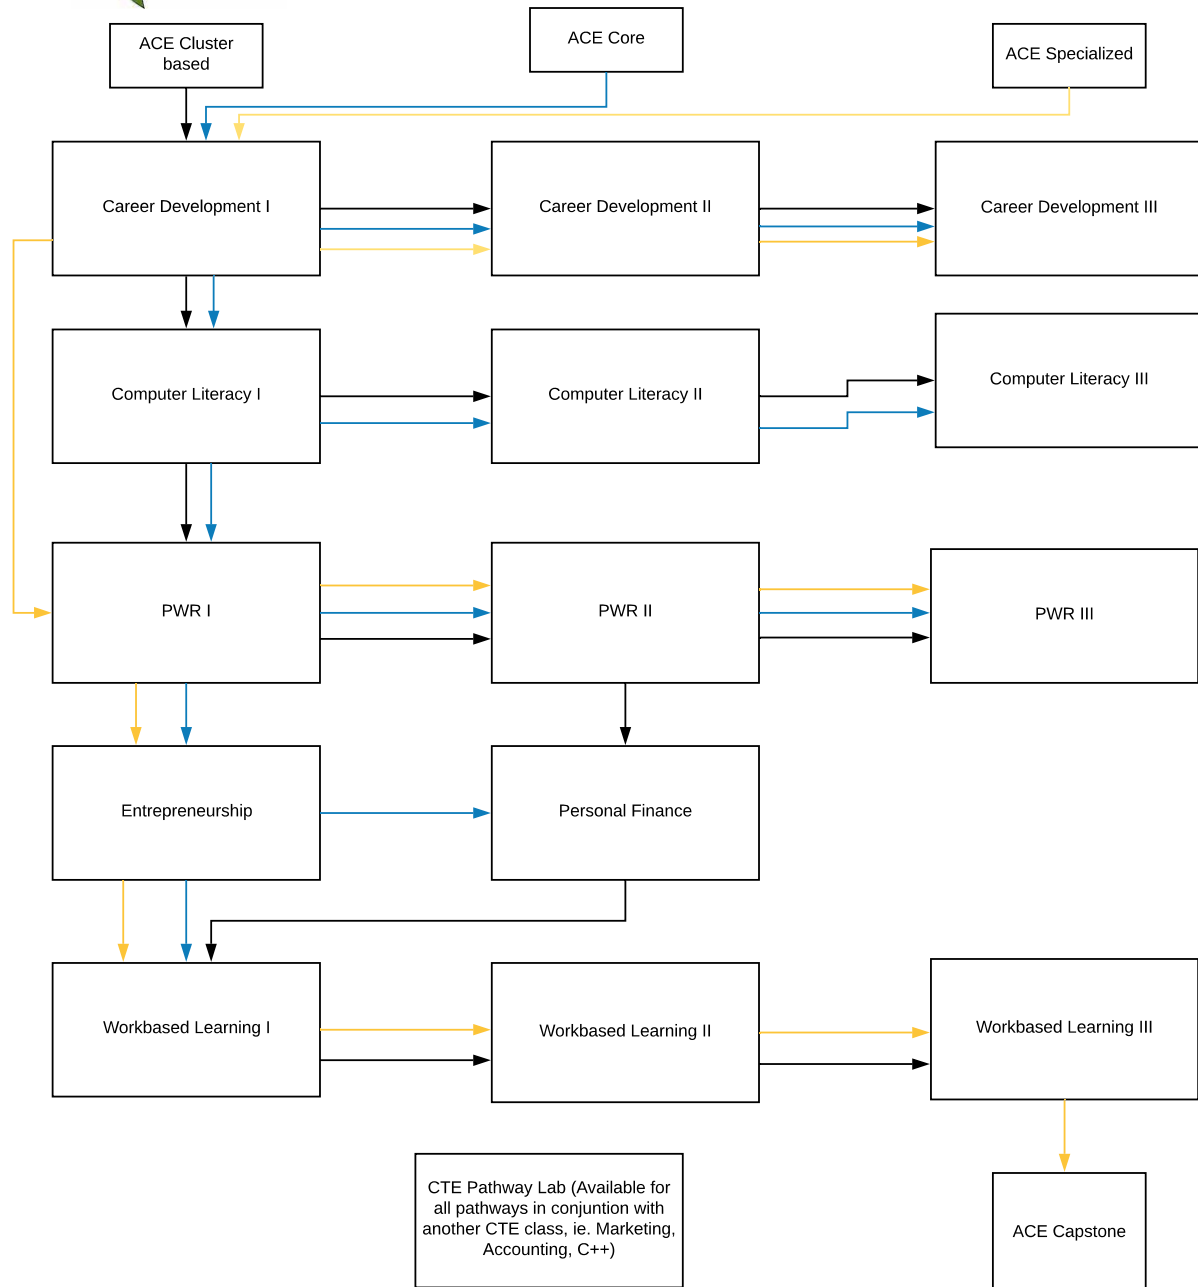 ACE Cluster
based
ACE Core
ACE Specialized
Career Development I
Career Development II
Career Development III
Computer Literacy I
Computer Literacy II
Computer Literacy III
PWR I
PWR II
PWR III
Entrepreneurship
Personal Finance
Workbased Learning I
Workbased Learning II
Workbased Learning III
CTE Pathway Lab (Available for
all pathways in conjuntion with
another CTE class, ie. Marketing,
Accounting, C++)
ACE Capstone